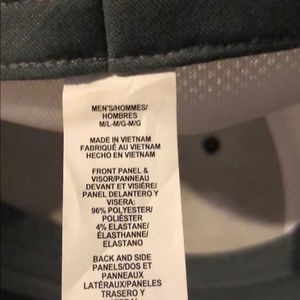 MEN'S/HOMMES/
HOMBRES
M/L-M/G-M/G
MADE IN VIETNAM
FABRIQUÉ AU VIETNAM
HECHO EN VIETNAM
FRONT PANEL &
VISOR/PANNEAU
DEVANT ET VISIÈRE/
PANEL DELANTERO Y
VISERA:
96% POLYESTER/
POLIÉSTER
4% ELASTANE/
ÉLASTHANNE/
ELASTANO
BACK AND SIDE
PANELS/DOS ET
PANNEAUX
LATÉRAUX/PANELES
TRASERO Y